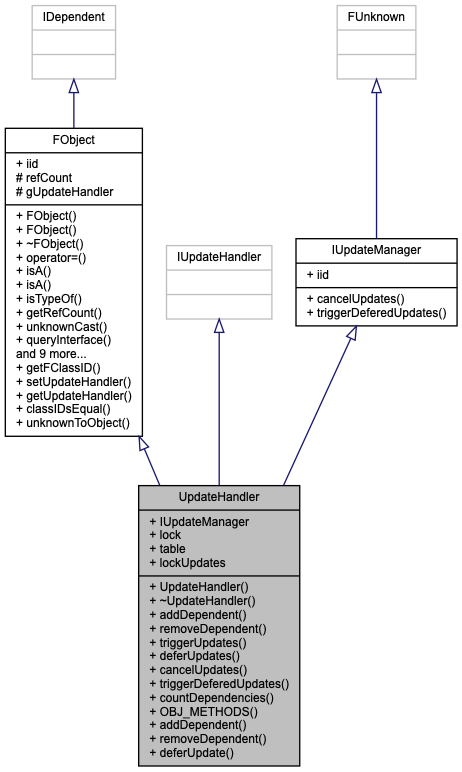 IDependent
FUnknown
FObject
+ iid
# refCount
# gUpdateHandler
+ FObject()
+ FObject()
+ ~FObject()
+ operator=()
+ isA()
+ isA()
+ isTypeOf()
+ getRefCount()
+ unknownCast()
+ queryInterface()
and 9 more...
+ getFClassID()
+ setUpdateHandler()
+ getUpdateHandler()
+ classIDsEqual()
+ unknownToObject()
IUpdateHandler
IUpdateManager
+ iid
+ cancelUpdates()
+ triggerDeferedUpdates()
UpdateHandler
+ IUpdateManager
+ lock
+ table
+ lockUpdates
+ UpdateHandler()
+ ~UpdateHandler()
+ addDependent()
+ removeDependent()
+ triggerUpdates()
+ deferUpdates()
+ cancelUpdates()
+ triggerDeferedUpdates()
+ countDependencies()
+ OBJ_METHODS()
+ addDependent()
+ removeDependent()
+ deferUpdate()